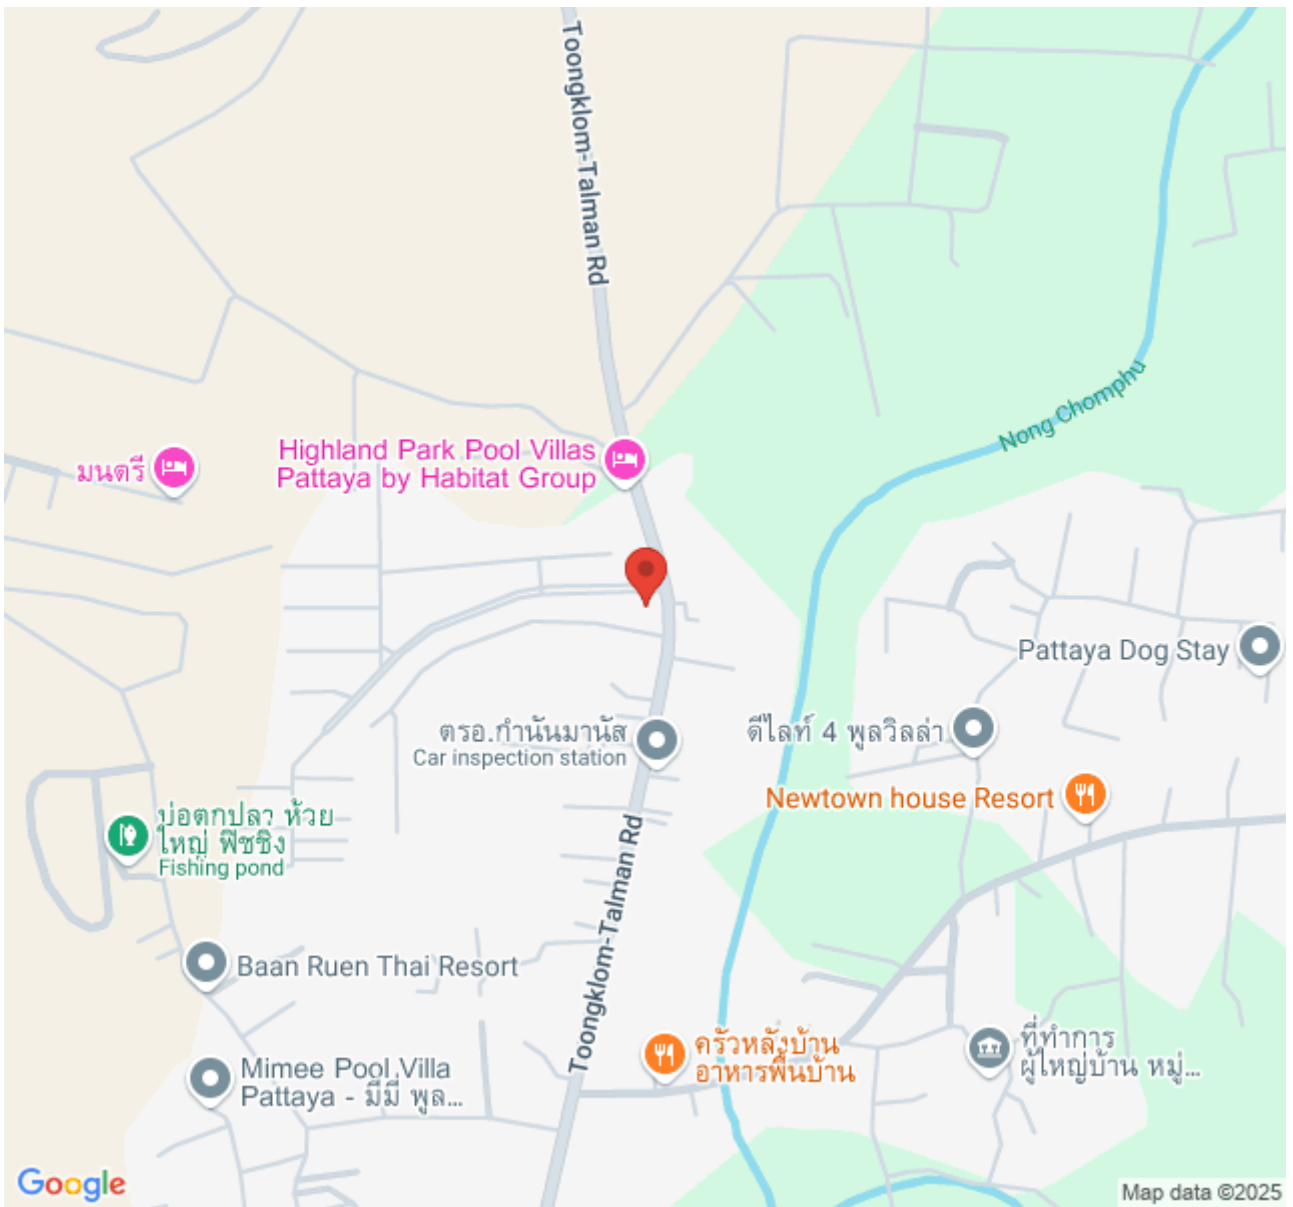 Toongklom-Talman Rd
Nong Chomphu
Highland Park Pool Villas
Pattaya by Habitat Group
มนตรี
Pattaya Dog Stay
ตรอ.กำนันมานัส
Car inspection station
ดีไลท์ 4 พูลวิลล่า
Newtown house Resort
บ่อตกปลา ห้วย
ใหญ่ ฟิชชิง
Fishing pond
Toongklom-Talman Rd
Baan Ruen Thai Resort
ครัวหลังบ้าน
อาหารพื้นบ้าน
ที่ทำการ
ผู้ใหญ่บ้าน หมู่...
Mimee Pool Villa
Pattaya - มีมี่ พูล...
Google
Map data ©2025